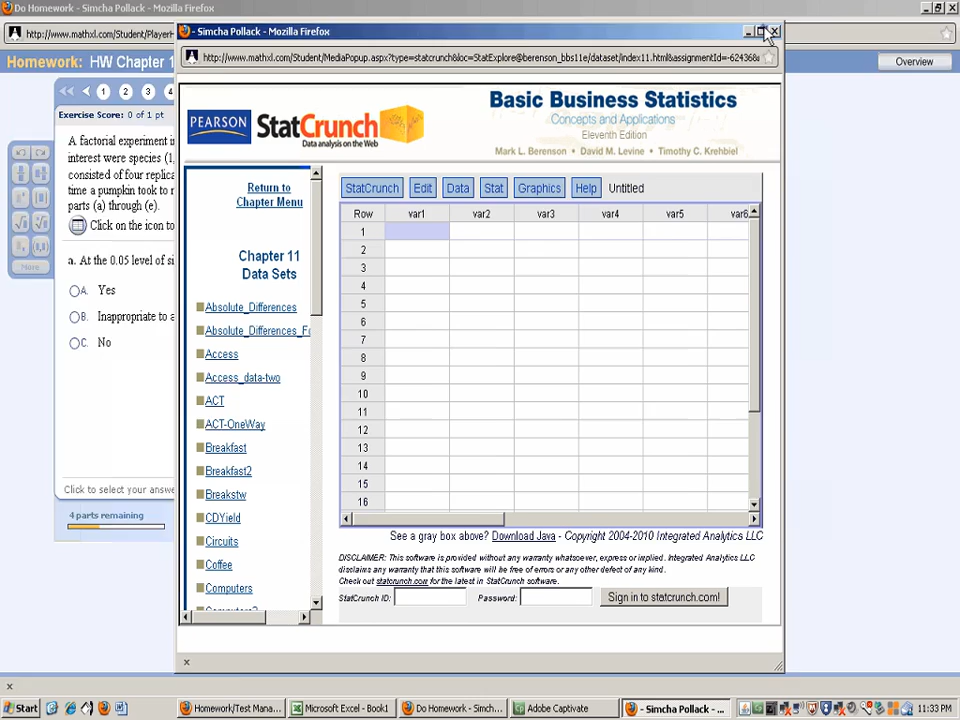 Do Homework - Simcha Pollack - Mozilla Firefox
http://www.mathxl.com/Student/PlayerH
Homework: HW Chapter 1
Overview
1 2 3 4
Exercise Score: 0 of 1 pt
A factorial experiment i
interest were species (1,
consisted of four replica
time a pumpkin took to r
parts (a) through (e).
Click on the icon to
a. At the 0.05 level of si
A. Yes
B. Inappropriate to a
C. No
More
Click to select your answe
4 parts remaining
- Simcha Pollack - Mozilla Firefox
http://www.mathxl.com/Student/MediaPopup.aspx?type=statcrunch&loc=StatExplore@berenson_bbs11e/dataset/index11.html&assignmentId=-624368
PEARSON
StatCrunch
Data analysis on the Web
Basic Business Statistics
Concepts and Applications
Eleventh Edition
Mark L. Berenson • David M. Levine • Timothy C. Krehbiel
Return to
Chapter Menu
Chapter 11
Data Sets
Absolute_Differences
Absolute_Differences_Fo
Access
Access_data-two
ACT
ACT-OneWay
Breakfast
Breakfast2
Breakstw
CDYield
Circuits
Coffee
Computers
Computers2
StatCrunch Edit Data Stat Graphics Help Untitled
Row var1 var2 var3 var4 var5 var6
1
2
3
4
5
6
7
8
9
10
11
12
13
14
15
16
See a gray box above? Download Java - Copyright 2004-2010 Integrated Analytics LLC
DISCLAIMER: This software is provided without any warranty whatsoever, express or implied. Integrated Analytics LLC
disclaims any warranty that this software will be free of errors or any other defect of any kind.
Check out statcrunch.com for the latest in StatCrunch software.
StatCrunch ID: Password: Sign in to statcrunch.com!
Start Homework/Test Mana... Microsoft Excel - Book1 Do Homework - Simch... Adobe Captivate - Simcha Pollack - ... 11:33 PM